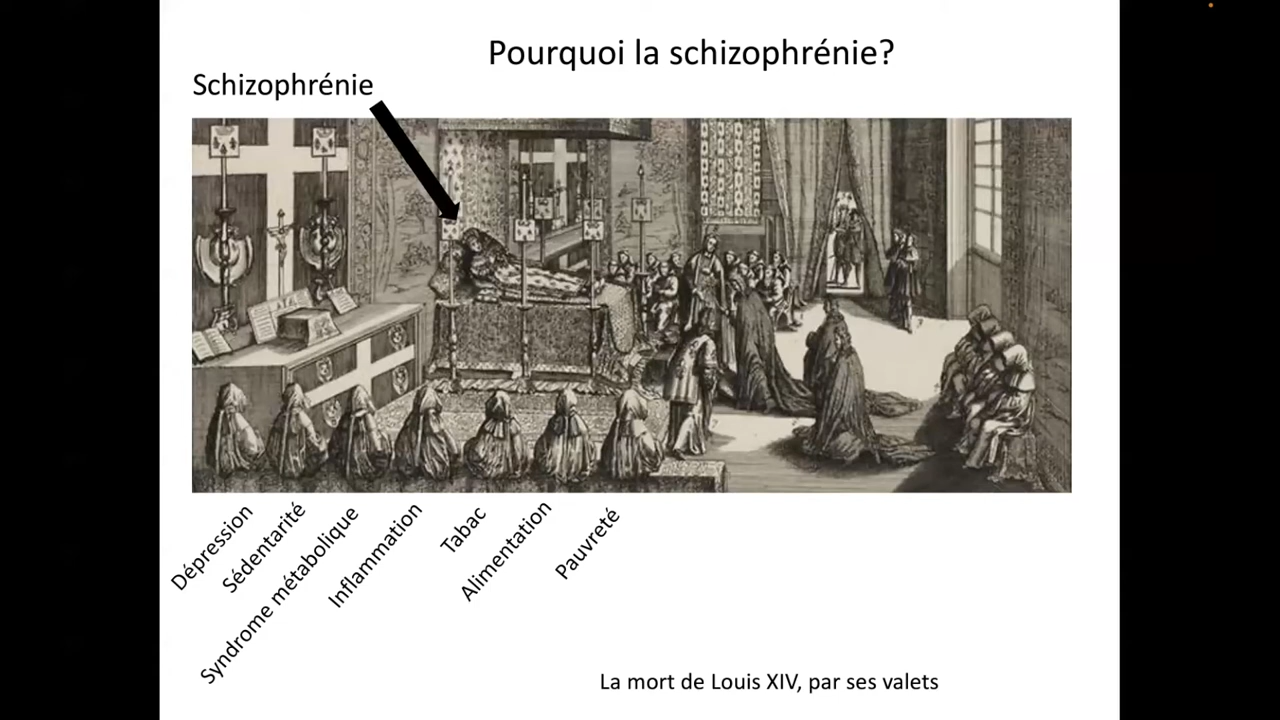 Pourquoi la schizophrénie?
Schizophrénie
Dépression
Sédentarité
Syndrome métabolique
Inflammation
Tabac
Alimentation
Pauvreté
La mort de Louis XIV, par ses valets